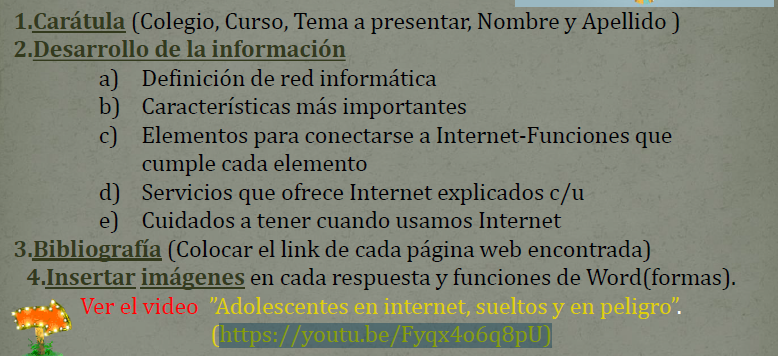 1.Carátula (Colegio, Curso, Tema a presentar, Nombre y Apellido )
2.Desarrollo de la información
a) Definición de red informática
b) Características más importantes
c) Elementos para conectarse a Internet-Funciones que
cumple cada elemento
d) Servicios que ofrece Internet explicados c/u
e) Cuidados a tener cuando usamos Internet
3.Bibliografía (Colocar el link de cada página web encontrada)
4.Insertar imágenes en cada respuesta y funciones de Word(formas).
Ver el video ”Adolescentes en internet, sueltos y en peligro”.
(https://youtu.be/Fyqx4o6q8pU)